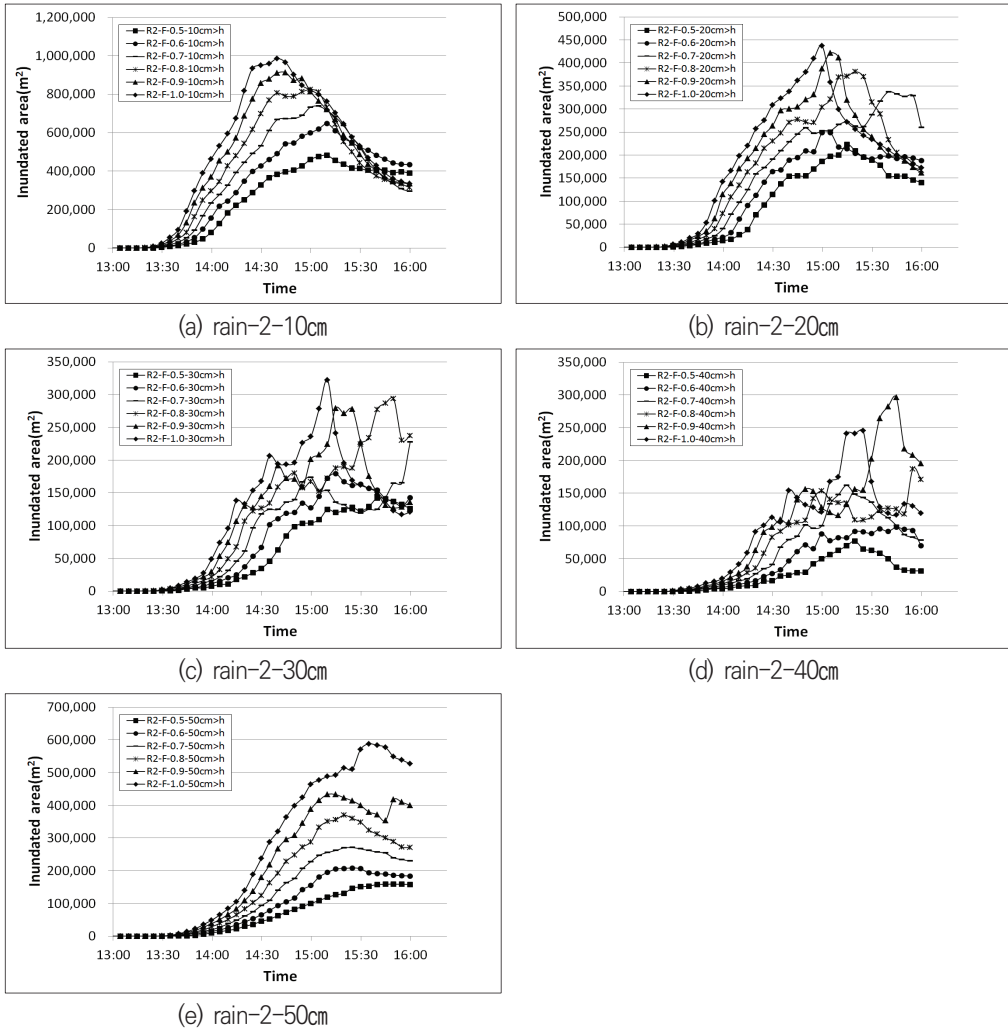 1,200,000
1,000,000
800,000
600,000
400,000
200,000
0
Inundated area(m²)
R2-F-0.5-10cm>h
R2-F-0.6-10cm>h
R2-F-0.7-10cm>h
R2-F-0.8-10cm>h
R2-F-0.9-10cm>h
R2-F-1.0-10cm>h
13:00 13:30 14:00 14:30 15:00 15:30 16:00
Time
(a) rain-2-10㎝
500,000
450,000
400,000
350,000
300,000
250,000
200,000
150,000
100,000
50,000
0
Inundated area(m²)
R2-F-0.5-20cm>h
R2-F-0.6-20cm>h
R2-F-0.7-20cm>h
R2-F-0.8-20cm>h
R2-F-0.9-20cm>h
R2-F-1.0-20cm>h
13:00 13:30 14:00 14:30 15:00 15:30 16:00
Time
(b) rain-2-20㎝
350,000
300,000
250,000
200,000
150,000
100,000
50,000
0
Inundated area(m²)
R2-F-0.5-30cm>h
R2-F-0.6-30cm>h
R2-F-0.7-30cm>h
R2-F-0.8-30cm>h
R2-F-0.9-30cm>h
R2-F-1.0-30cm>h
13:00 13:30 14:00 14:30 15:00 15:30 16:00
Time
(c) rain-2-30㎝
350,000
300,000
250,000
200,000
150,000
100,000
50,000
0
Inundated area(m²)
R2-F-0.5-40cm>h
R2-F-0.6-40cm>h
R2-F-0.7-40cm>h
R2-F-0.8-40cm>h
R2-F-0.9-40cm>h
R2-F-1.0-40cm>h
13:00 13:30 14:00 14:30 15:00 15:30 16:00
Time
(d) rain-2-40㎝
700,000
600,000
500,000
400,000
300,000
200,000
100,000
0
Inundated area(m²)
R2-F-0.5-50cm>h
R2-F-0.6-50cm>h
R2-F-0.7-50cm>h
R2-F-0.8-50cm>h
R2-F-0.9-50cm>h
R2-F-1.0-50cm>h
13:00 13:30 14:00 14:30 15:00 15:30 16:00
Time
(e) rain-2-50㎝